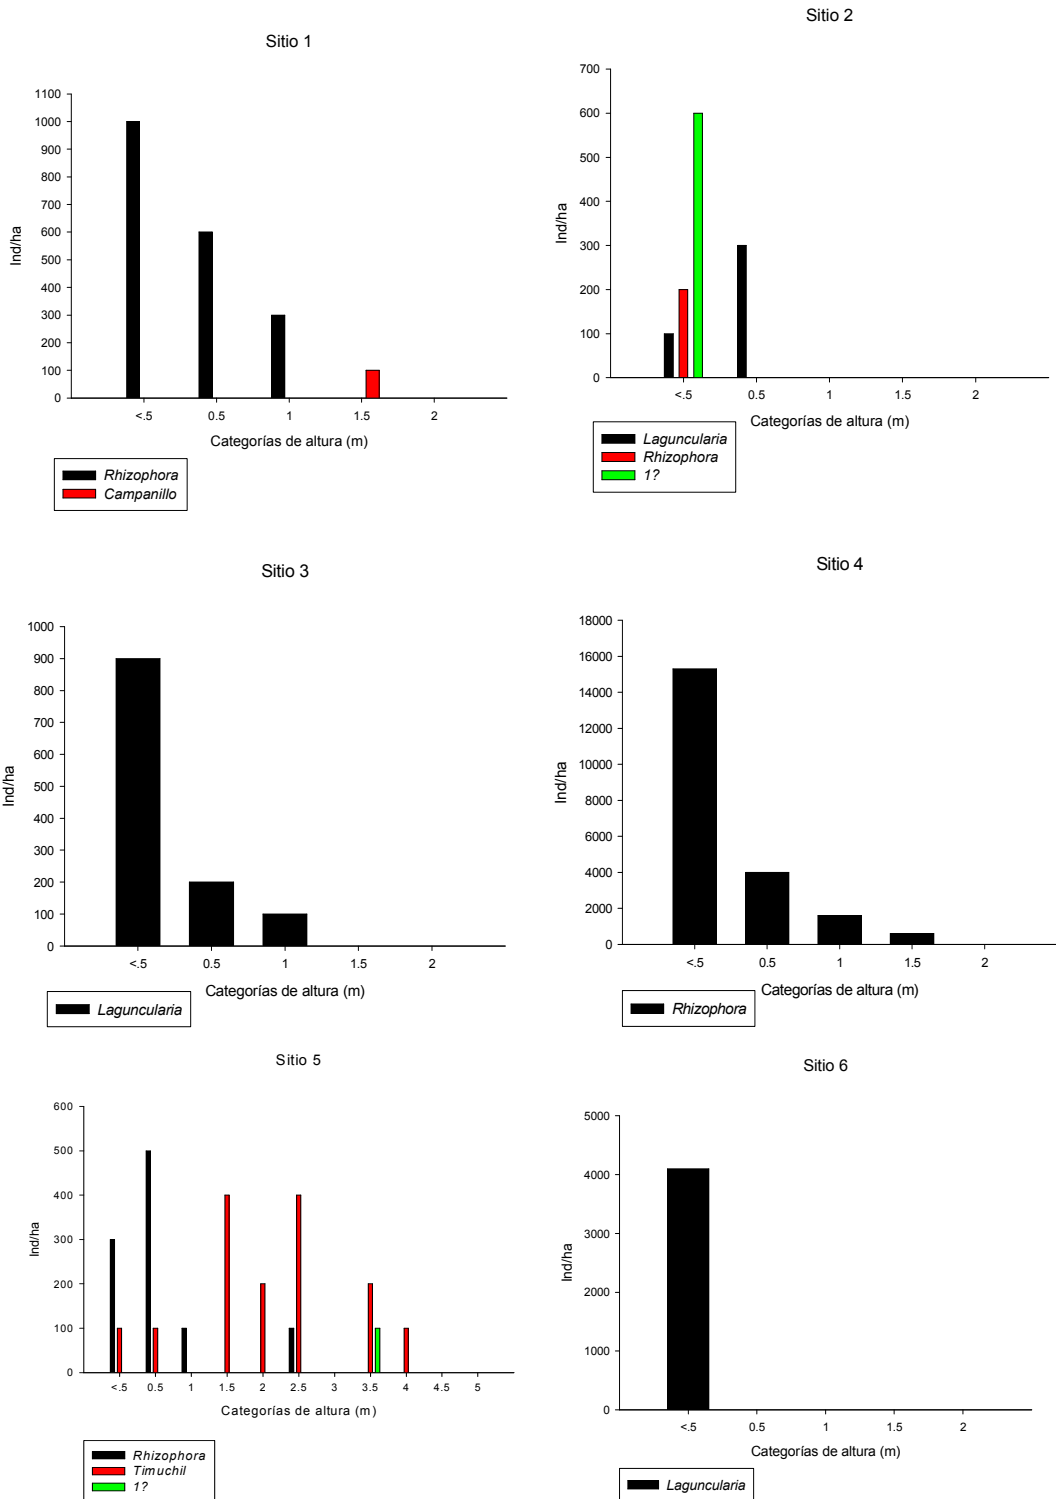 Sitio 1
1100
1000
900
800
700
600
500
400
300
200
100
0
Ind/ha
<.5 0.5 1 1.5 2
Categorías de altura (m)
Rhizophora
Campanillo
Sitio 2
700
600
500
400
300
200
100
0
Ind/ha
<.5 0.5 1 1.5 2
Categorías de altura (m)
Laguncularia
Rhizophora
1?
Sitio 3
1000
900
800
700
600
500
400
300
200
100
0
Ind/ha
<.5 0.5 1 1.5 2
Categorías de altura (m)
Laguncularia
Sitio 4
18000
16000
14000
12000
10000
8000
6000
4000
2000
0
Ind/ha
<.5 0.5 1 1.5 2
Categorías de altura (m)
Rhizophora
Sitio 5
600
500
400
300
200
100
0
Ind/ha
<.5 0.5 1 1.5 2 2.5 3 3.5 4 4.5 5
Categorías de altura (m)
Rhizophora
Timuchil
1?
Sitio 6
5000
4000
3000
2000
1000
0
Ind/ha
<.5 0.5 1 1.5 2
Categorías de altura (m)
Laguncularia